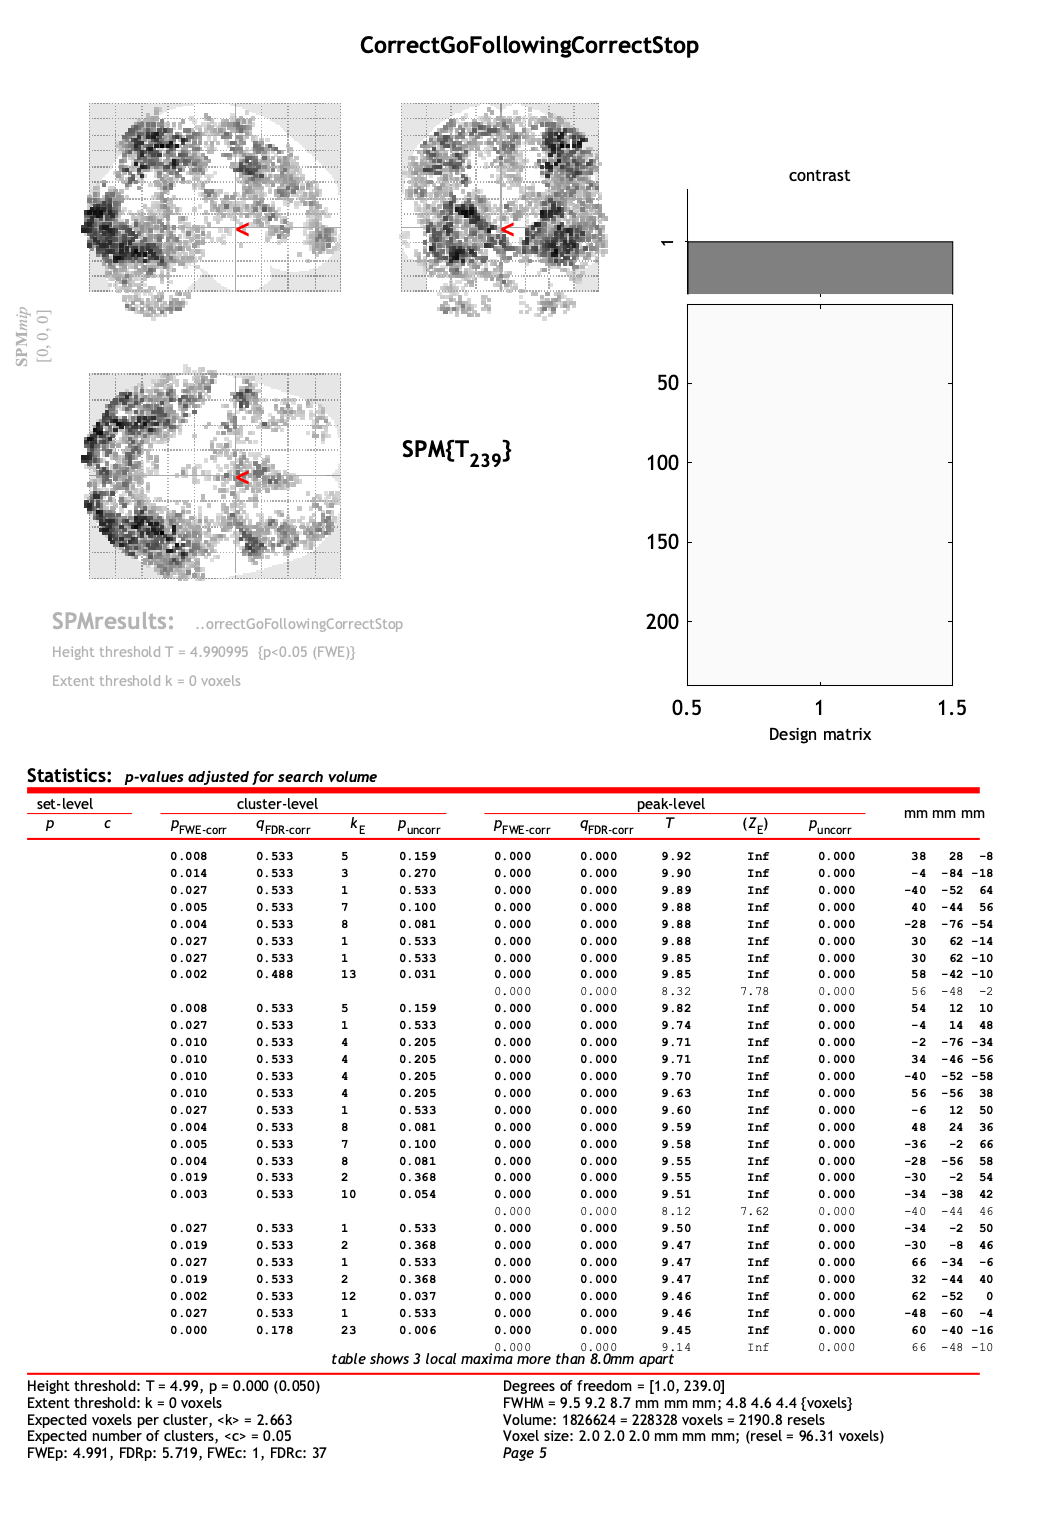 CorrectGoFollowingCorrectStop
<
<
contrast
1
SPMmip
[0, 0, 0]
<
SPM{T239}
50
100
150
200
0.5 1 1.5
Design matrix
SPMresults: ..orrectGoFollowingCorrectStop
Height threshold T = 4.990995 {p<0.05 (FWE)}
Extent threshold k = 0 voxels
Statistics: p-values adjusted for search volume
set-level cluster-level peak-level
mm mm mm
p c pFWE-corr qFDR-corr kE puncorr pFWE-corr qFDR-corr T (ZE) puncorr
0.008 0.533 5 0.159 0.000 0.000 9.92 Inf 0.000 38 28 -8
0.014 0.533 3 0.270 0.000 0.000 9.90 Inf 0.000 -4 -84 -18
0.027 0.533 1 0.533 0.000 0.000 9.89 Inf 0.000 -40 -52 64
0.005 0.533 7 0.100 0.000 0.000 9.88 Inf 0.000 40 -44 56
0.004 0.533 8 0.081 0.000 0.000 9.88 Inf 0.000 -28 -76 -54
0.027 0.533 1 0.533 0.000 0.000 9.88 Inf 0.000 30 62 -14
0.027 0.533 1 0.533 0.000 0.000 9.85 Inf 0.000 30 62 -10
0.002 0.488 13 0.031 0.000 0.000 9.85 Inf 0.000 58 -42 -10
0.000 0.000 8.32 7.78 0.000 56 -48 -2
0.008 0.533 5 0.159 0.000 0.000 9.82 Inf 0.000 54 12 10
0.027 0.533 1 0.533 0.000 0.000 9.74 Inf 0.000 -4 14 48
0.010 0.533 4 0.205 0.000 0.000 9.71 Inf 0.000 -2 -76 -34
0.010 0.533 4 0.205 0.000 0.000 9.71 Inf 0.000 34 -46 -56
0.010 0.533 4 0.205 0.000 0.000 9.70 Inf 0.000 -40 -52 -58
0.010 0.533 4 0.205 0.000 0.000 9.63 Inf 0.000 56 -56 38
0.027 0.533 1 0.533 0.000 0.000 9.60 Inf 0.000 -6 12 50
0.004 0.533 8 0.081 0.000 0.000 9.59 Inf 0.000 48 24 36
0.005 0.533 7 0.100 0.000 0.000 9.58 Inf 0.000 -36 -2 66
0.004 0.533 8 0.081 0.000 0.000 9.55 Inf 0.000 -28 -56 58
0.019 0.533 2 0.368 0.000 0.000 9.55 Inf 0.000 -30 -2 54
0.003 0.533 10 0.054 0.000 0.000 9.51 Inf 0.000 -34 -38 42
0.000 0.000 8.12 7.62 0.000 -40 -44 46
0.027 0.533 1 0.533 0.000 0.000 9.50 Inf 0.000 -34 -2 50
0.019 0.533 2 0.368 0.000 0.000 9.47 Inf 0.000 -30 -8 46
0.027 0.533 1 0.533 0.000 0.000 9.47 Inf 0.000 66 -34 -6
0.019 0.533 2 0.368 0.000 0.000 9.47 Inf 0.000 32 -44 40
0.002 0.533 12 0.037 0.000 0.000 9.46 Inf 0.000 62 -52 0
0.027 0.533 1 0.533 0.000 0.000 9.46 Inf 0.000 -48 -60 -4
0.000 0.178 23 0.006 0.000 0.000 9.45 Inf 0.000 60 -40 -16
0.000 0.000 9.14 Inf 0.000 66 -48 -10
table shows 3 local maxima more than 8.0mm apart
Height threshold: T = 4.99, p = 0.000 (0.050)
Extent threshold: k = 0 voxels
Expected voxels per cluster, <k> = 2.663
Expected number of clusters, <c> = 0.05
FWEp: 4.991, FDRp: 5.719, FWEc: 1, FDRc: 37
Degrees of freedom = [1.0, 239.0]
FWHM = 9.5 9.2 8.7 mm mm mm; 4.8 4.6 4.4 {voxels}
Volume: 1826624 = 228328 voxels = 2190.8 resels
Voxel size: 2.0 2.0 2.0 mm mm mm; (resel = 96.31 voxels)
Page 5